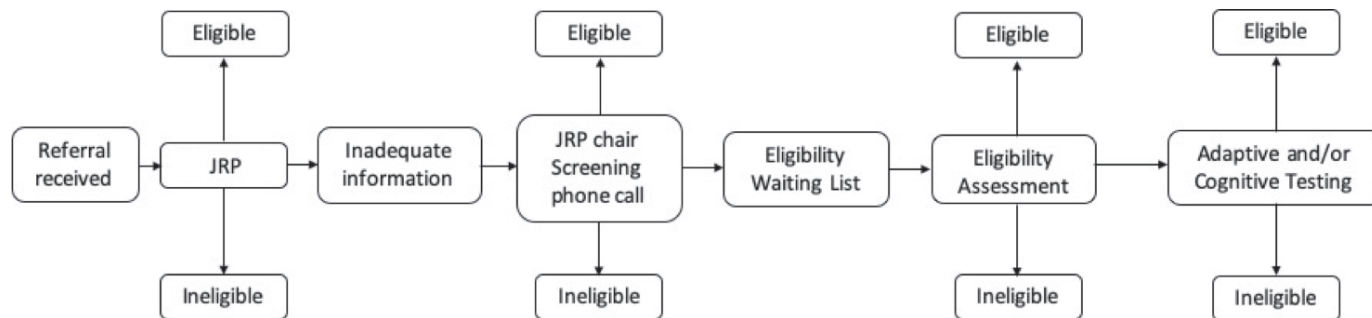 Eligible
Eligible
Eligible
Eligible
Referral
received
JRP
Inadequate
information
JRP chair
Screening
phone call
Eligibility
Waiting List
Eligibility
Assessment
Adaptive and/or
Cognitive Testing
Ineligible
Ineligible
Ineligible
Ineligible